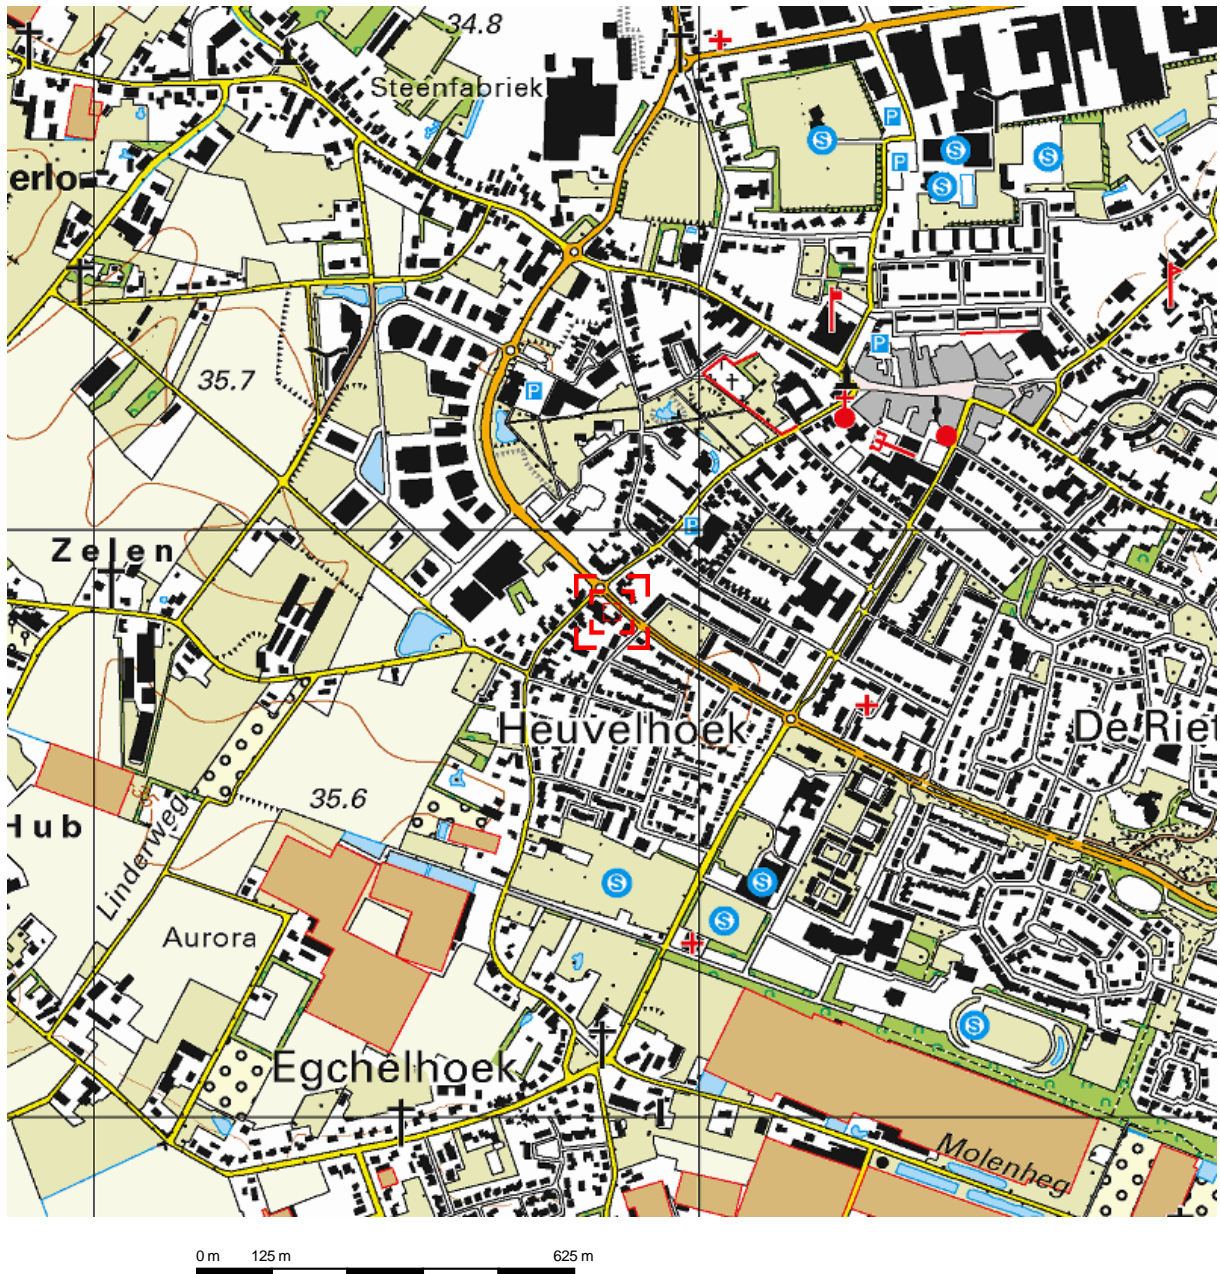 34.8
Steenfabriek
P
S
S
S
P
S
erlo
35.7
P
P
Zelen
P
Heuvelhoek
De Riet
35.6
35
Hub
Linderweg
S
S
S
Aurora
S
Egchelhoek
Molenheg
0 m 125 m 625 m